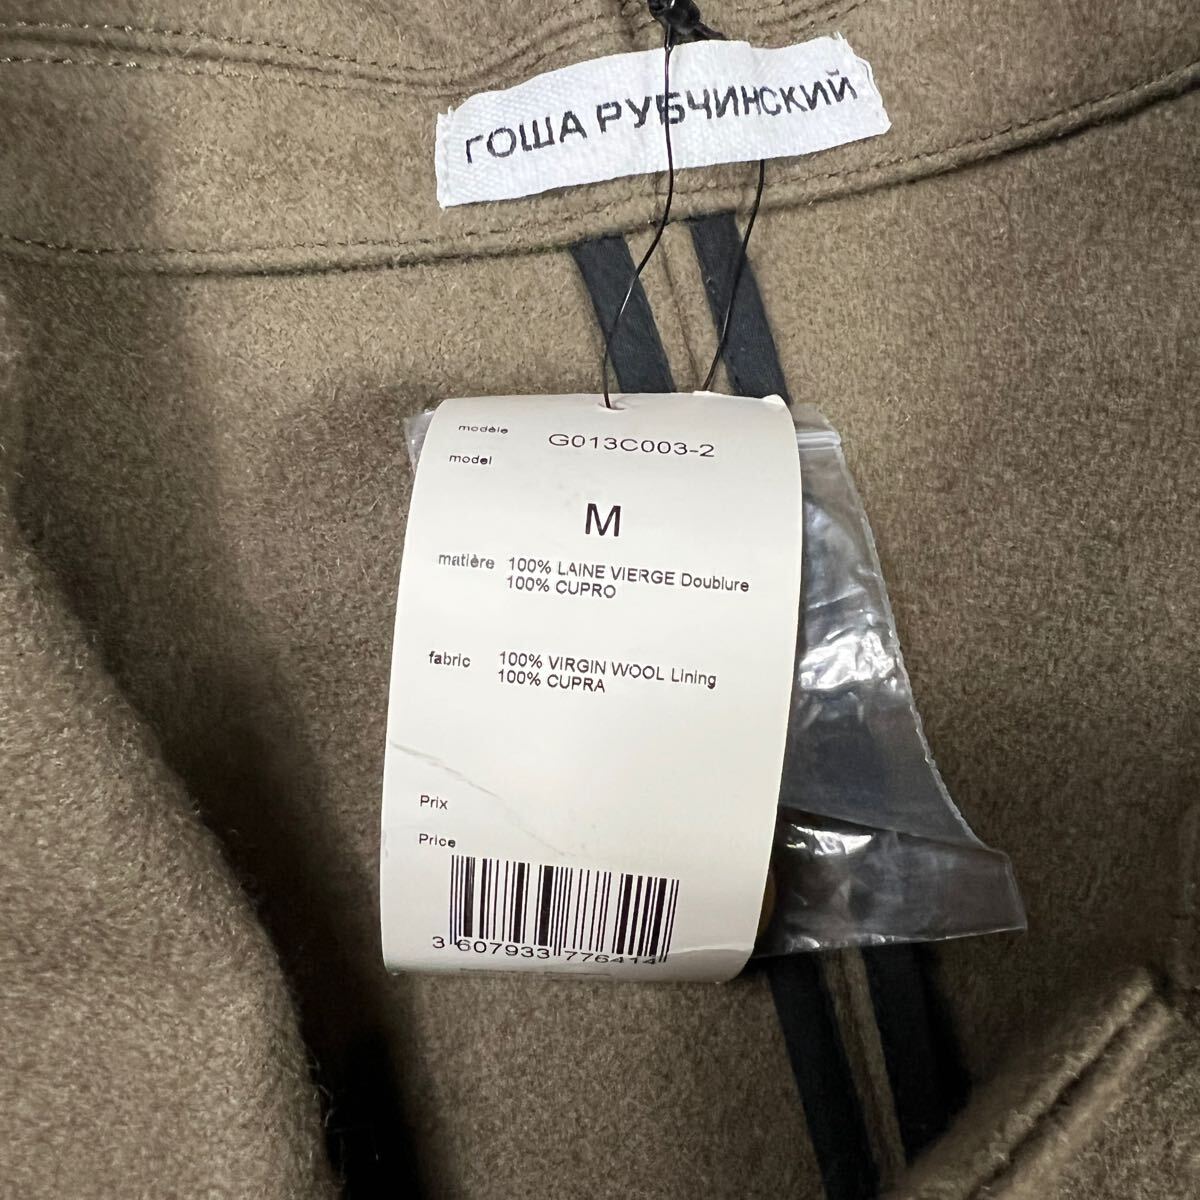 ГОША РУБЧИНСКИЙ
modèle G013C003-2
model
M
matière 100% LAINE VIERGE Doublure
100% CUPRO
fabric 100% VIRGIN WOOL Lining
100% CUPRA
Prix
Price
3 607933 776414